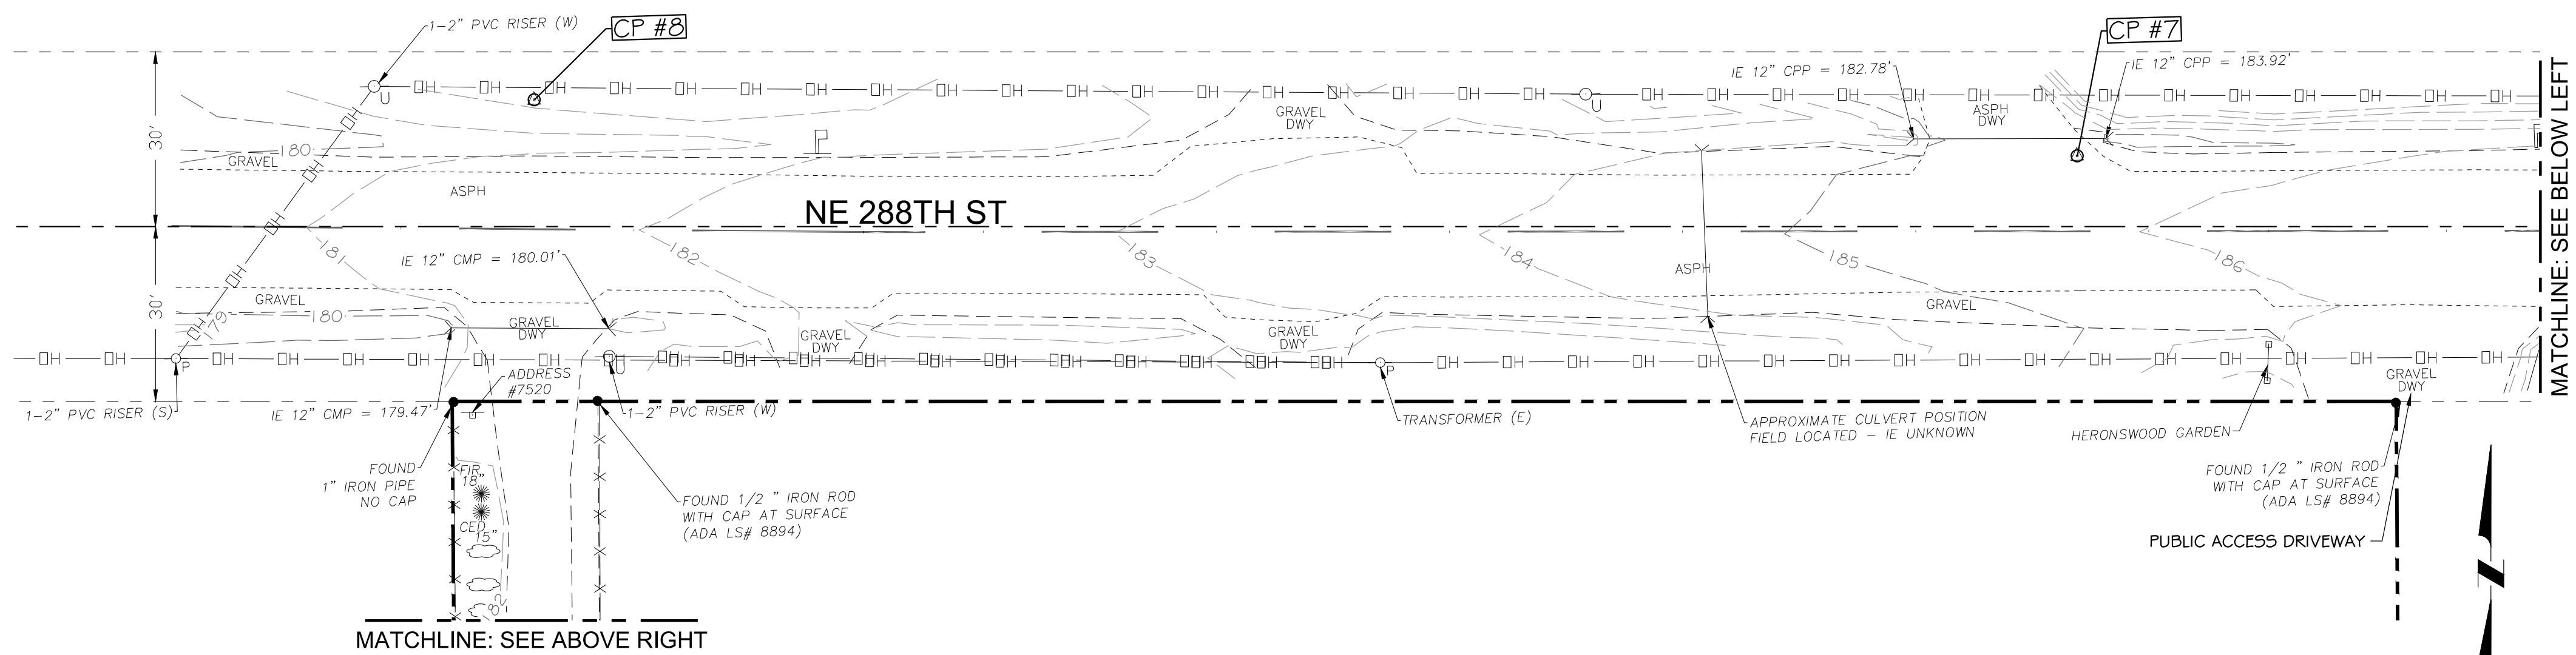 1-2" PVC RISER (W)
CP #8
CP #7
IE 12" CPP = 182.78'
IE 12" CPP = 183.92'
U
U
30'
GRAVEL
180
GRAVEL
DWY
ASPH
DWY
ASPH
NE 288TH ST
MATCHLINE: SEE BELOW LEFT
181
182
183
184
185
186
IE 12" CMP = 180.01'
ASPH
30'
GRAVEL
GRAVEL
179
180
GRAVEL
DWY
GRAVEL
DWY
GRAVEL
DWY
P
U
P
GRAVEL
DWY
ADDRESS
#7520
1-2" PVC RISER (S)
IE 12" CMP = 179.47'
1-2" PVC RISER (W)
TRANSFORMER (E)
APPROXIMATE CULVERT POSITION
FIELD LOCATED – IE UNKNOWN
HERONSWOOD GARDEN
FOUND
1" IRON PIPE
NO CAP
FIR
18"
CED
15"
FOUND 1/2 " IRON ROD
WITH CAP AT SURFACE
(ADA LS# 8894)
FOUND 1/2 " IRON ROD
WITH CAP AT SURFACE
(ADA LS# 8894)
PUBLIC ACCESS DRIVEWAY
N
MATCHLINE: SEE ABOVE RIGHT